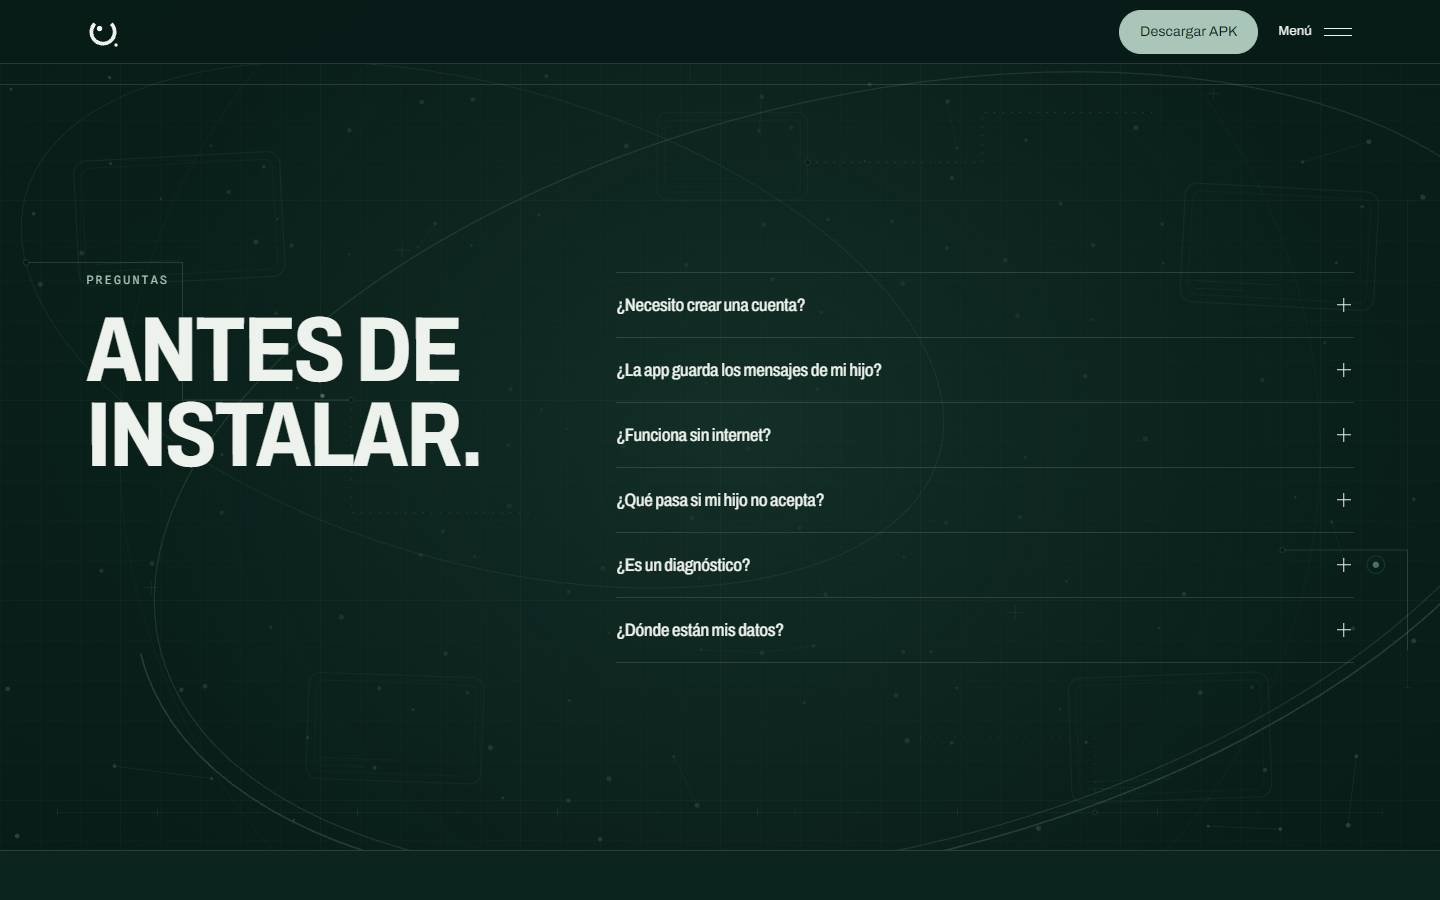 Descargar APK
Menú
PREGUNTAS
ANTES DE
INSTALAR.
¿Necesito crear una cuenta?
¿La app guarda los mensajes de mi hijo?
¿Funciona sin internet?
¿Qué pasa si mi hijo no acepta?
¿Es un diagnóstico?
¿Dónde están mis datos?